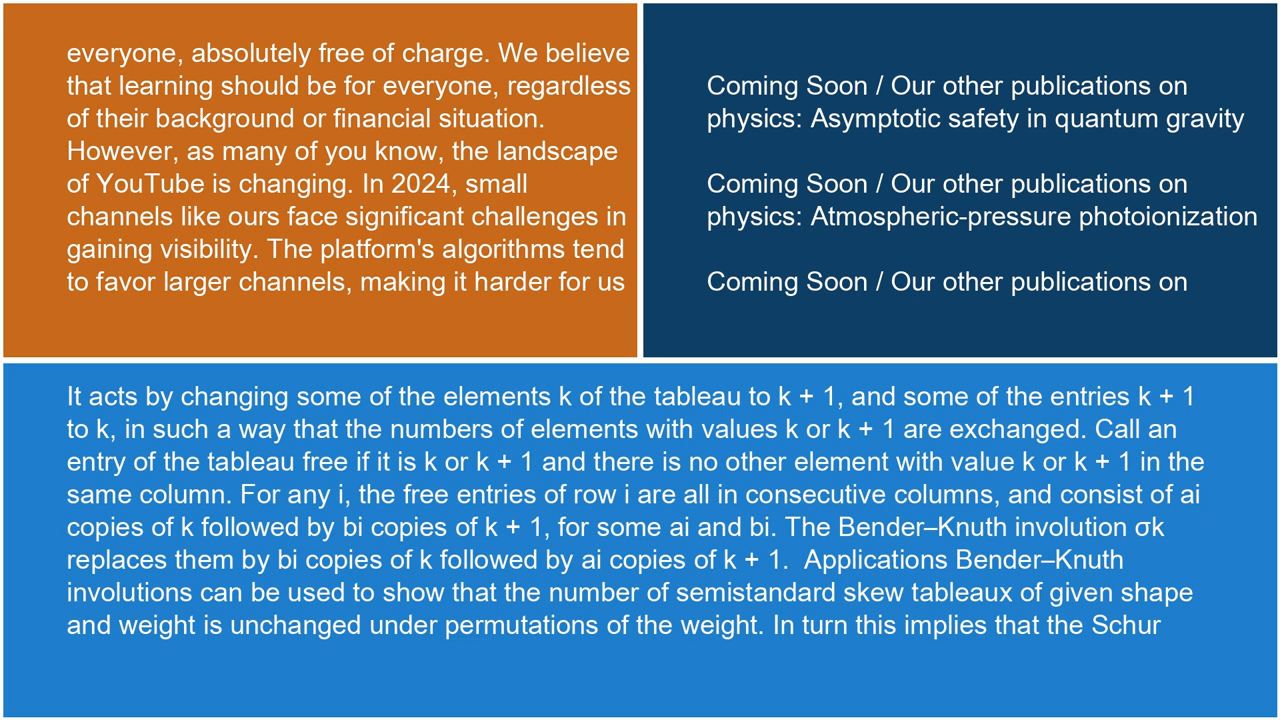 everyone, absolutely free of charge. We believe
that learning should be for everyone, regardless
of their background or financial situation.
However, as many of you know, the landscape
of YouTube is changing. In 2024, small
channels like ours face significant challenges in
gaining visibility. The platform's algorithms tend
to favor larger channels, making it harder for us
Coming Soon / Our other publications on
physics: Asymptotic safety in quantum gravity
Coming Soon / Our other publications on
physics: Atmospheric-pressure photoionization
Coming Soon / Our other publications on
It acts by changing some of the elements k of the tableau to k + 1, and some of the entries k + 1
to k, in such a way that the numbers of elements with values k or k + 1 are exchanged. Call an
entry of the tableau free if it is k or k + 1 and there is no other element with value k or k + 1 in the
same column. For any i, the free entries of row i are all in consecutive columns, and consist of ai
copies of k followed by bi copies of k + 1, for some ai and bi. The Bender–Knuth involution σk
replaces them by bi copies of k followed by ai copies of k + 1.  Applications Bender–Knuth
involutions can be used to show that the number of semistandard skew tableaux of given shape
and weight is unchanged under permutations of the weight. In turn this implies that the Schur